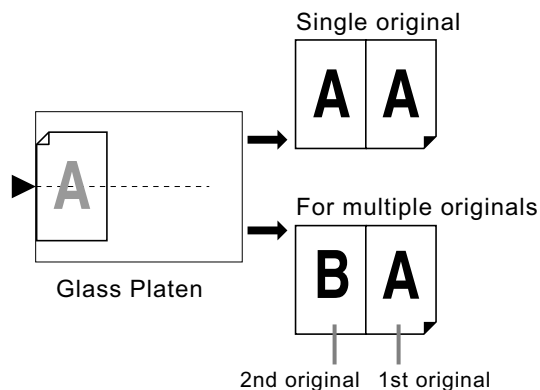 Single original
A A
A
Glass Platen
For multiple originals
B A
2nd original 1st original